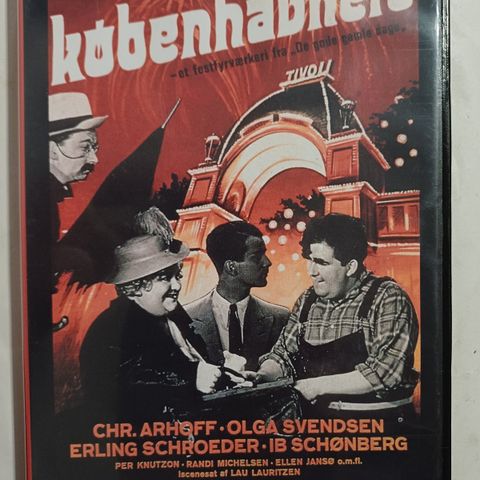 københavnere
- et festfyrværkeri fra „De gode gamle dage„
TIVOLI
CHR. ARHOFF · OLGA SVENDSEN
ERLING SCHROEDER · IB SCHØNBERG
PER KNUTZON · RANDI MICHELSEN · ELLEN JANSØ o.m.fl.
iscenesat af LAU LAURITZEN